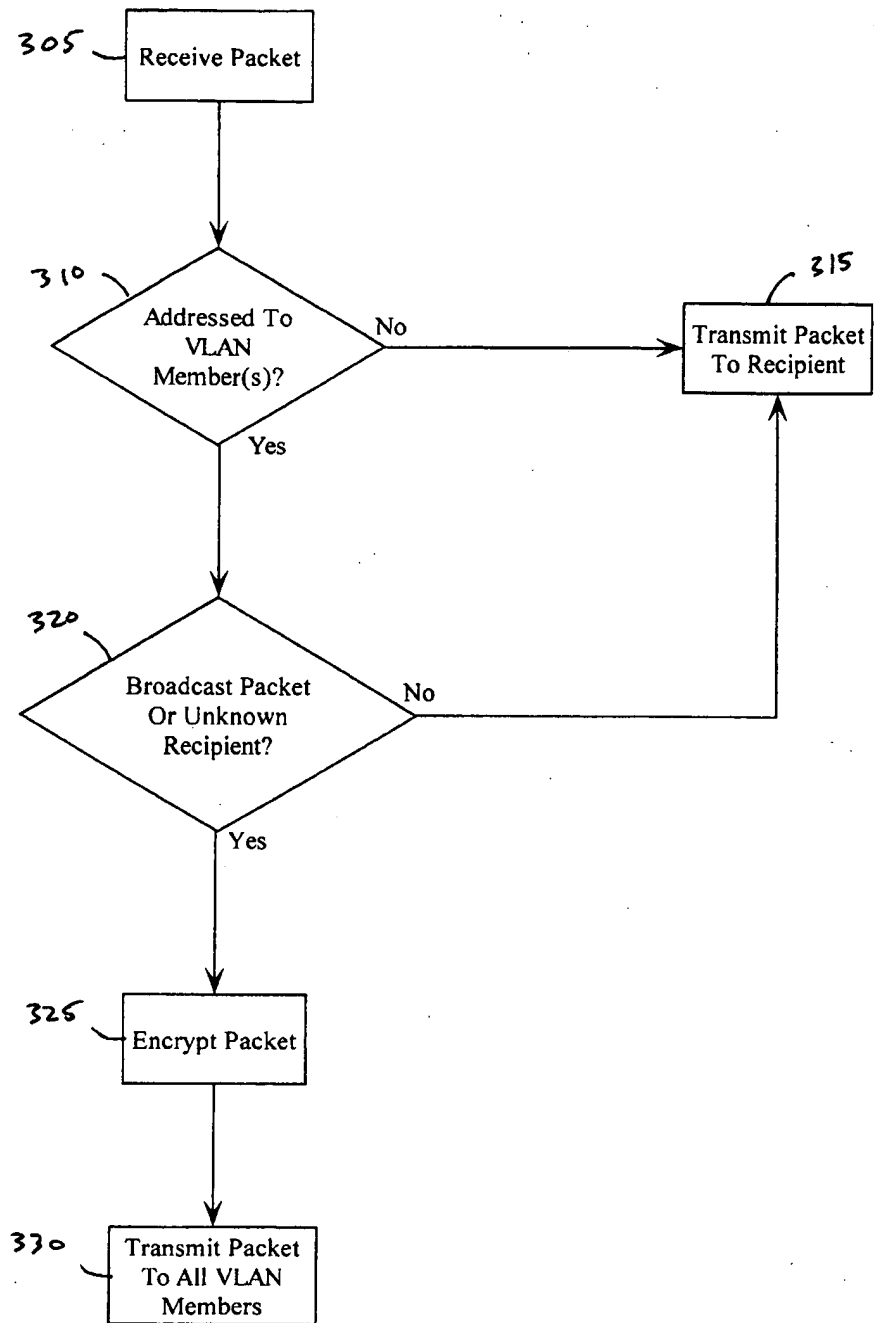 305
Receive Packet
310
Addressed To
VLAN
Member(s)?
No
Yes
315
Transmit Packet
To Recipient
320
Broadcast Packet
Or Unknown
Recipient?
No
Yes
325
Encrypt Packet
330
Transmit Packet
To All VLAN
Members